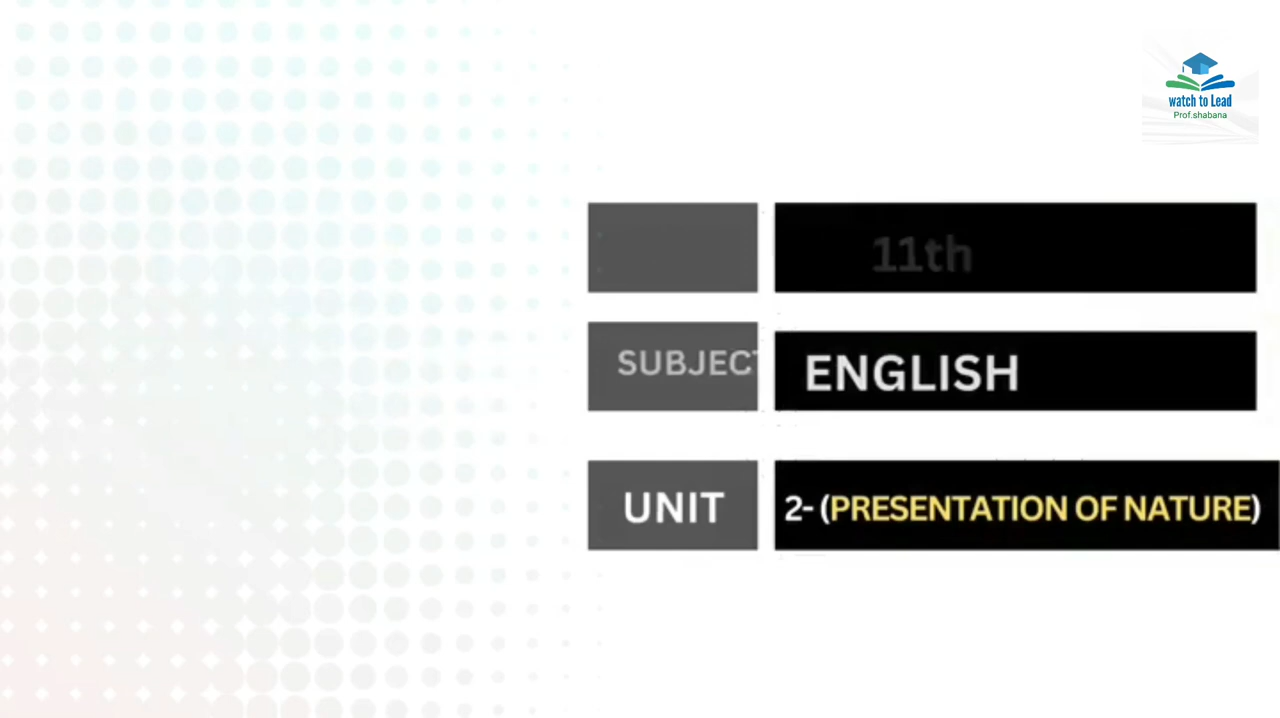 watch to Lead
Prof.shabana
11th
SUBJECT ENGLISH
UNIT 2- (PRESENTATION OF NATURE)